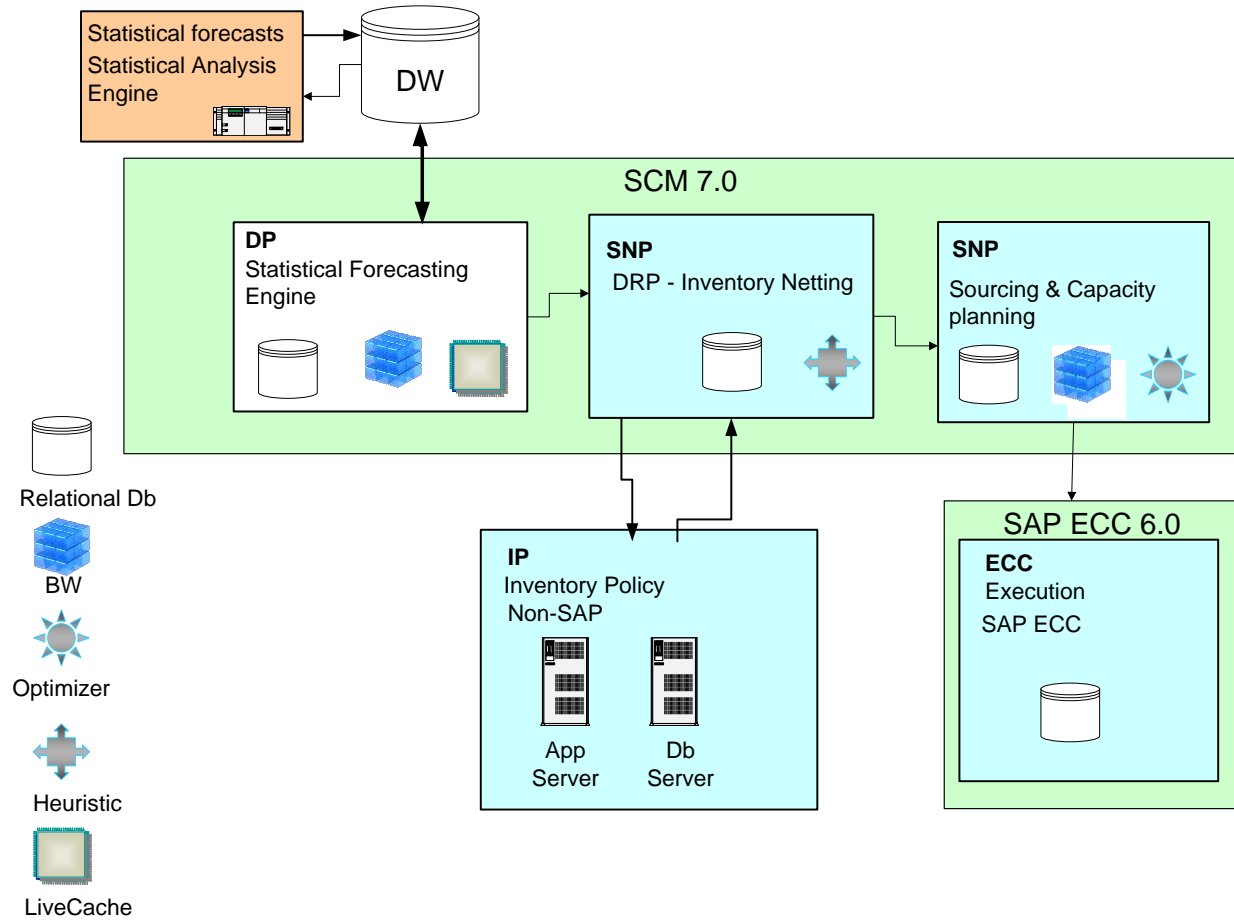 Statistical forecasts
Statistical Analysis
Engine
DW
SCM 7.0
DP
Statistical Forecasting
Engine
SNP
DRP - Inventory Netting
SNP
Sourcing & Capacity
planning
Relational Db
BW
Optimizer
Heuristic
LiveCache
IP
Inventory Policy
Non-SAP
App
Server
Db
Server
SAP ECC 6.0
ECC
Execution
SAP ECC